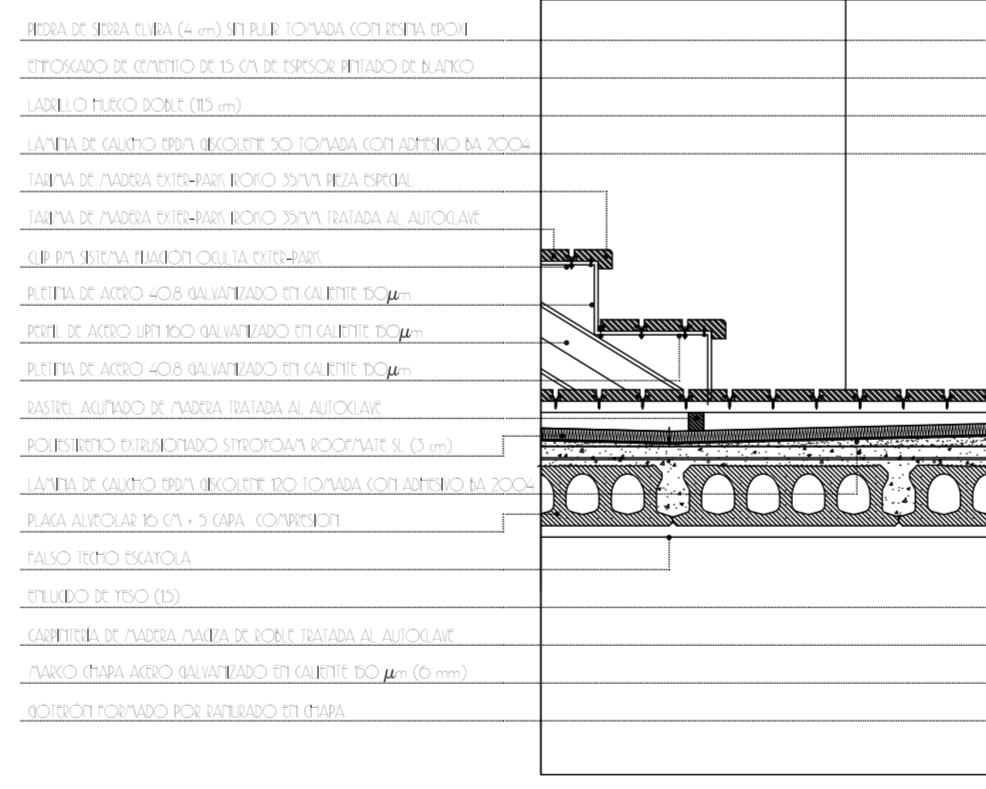 PIEDRA DE SIERRA ELVIRA (4 cm) SIN PULIR TOMADA CON RESINA EPOXI
ENFOSCADO DE CEMENTO DE 1.5 CM DE ESPESOR PINTADO DE BLANCO
LADRILLO HUECO DOBLE (11.5 cm)
LÁMINA DE CAUCHO EPDM GISCOLENE 50 TOMADA CON ADHESIVO BA 2004
TARIMA DE MADERA EXTER-PARK IROKO 35MM PIEZA ESPECIAL
TARIMA DE MADERA EXTER-PARK IROKO 35MM TRATADA AL AUTOCLAVE
CLIP PM SISTEMA FIJACIÓN OCULTA EXTER-PARK
PLETINA DE ACERO 40.8 GALVANIZADO EN CALIENTE 150μm
PERFIL DE ACERO UPN 160 GALVANIZADO EN CALIENTE 150μm
PLETINA DE ACERO 40.8 GALVANIZADO EN CALIENTE 150μm
RASTREL ACUÑADO DE MADERA TRATADA AL AUTOCLAVE
POLIESTIRENO EXTRUSIONADO STYROFOAM ROOFMATE SL (3 cm)
LÁMINA DE CAUCHO EPDM GISCOLENE 120 TOMADA CON ADHESIVO BA 2004
PLACA ALVEOLAR 16 CM + 5 CAPA COMPRESION
FALSO TECHO ESCAYOLA
ENLUCIDO DE YESO (1.5)
CARPINTERÍA DE MADERA MACIZA DE ROBLE TRATADA AL AUTOCLAVE
MARCO CHAPA ACERO GALVANIZADO EN CALIENTE 150 μm (6 mm)
GOTERÓN FORMADO POR RANURADO EN CHAPA